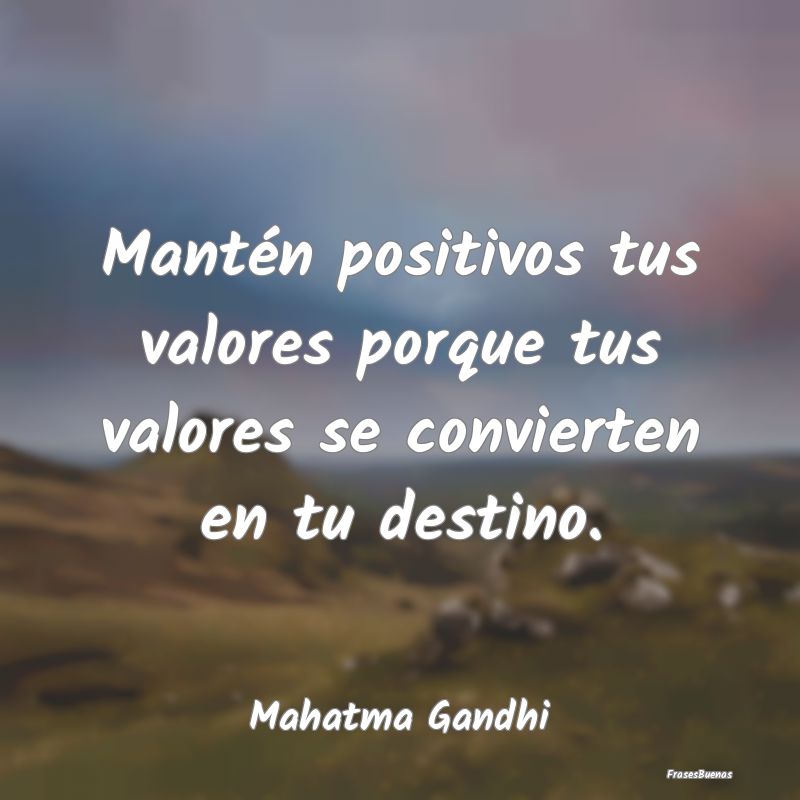 Mantén positivos tus
valores porque tus
valores se convierten
en tu destino.
Mahatma Gandhi
FrasesBuenas